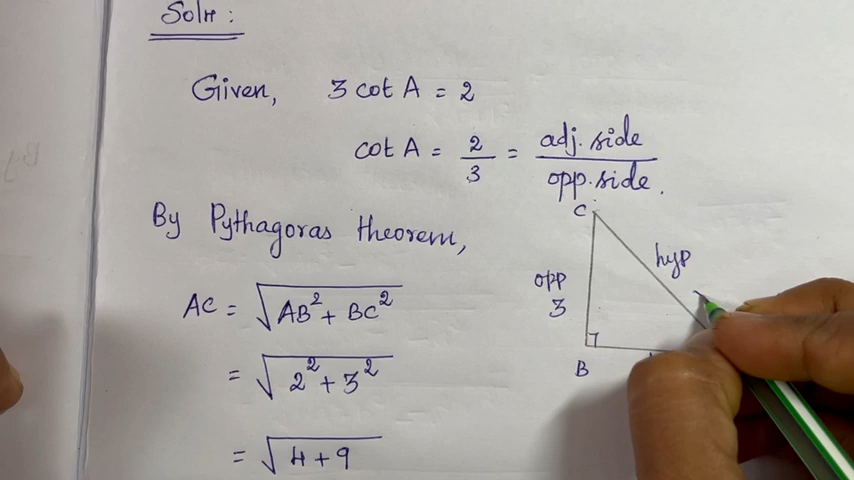 Soln :
Given, 3 cot A = 2
cot A = 2/3 = adj. side / opp. side.
By Pythagoras theorem,
AC = √(AB² + BC²)
= √(2² + 3²)
= √(4 + 9)
C
hyp
opp
3
B